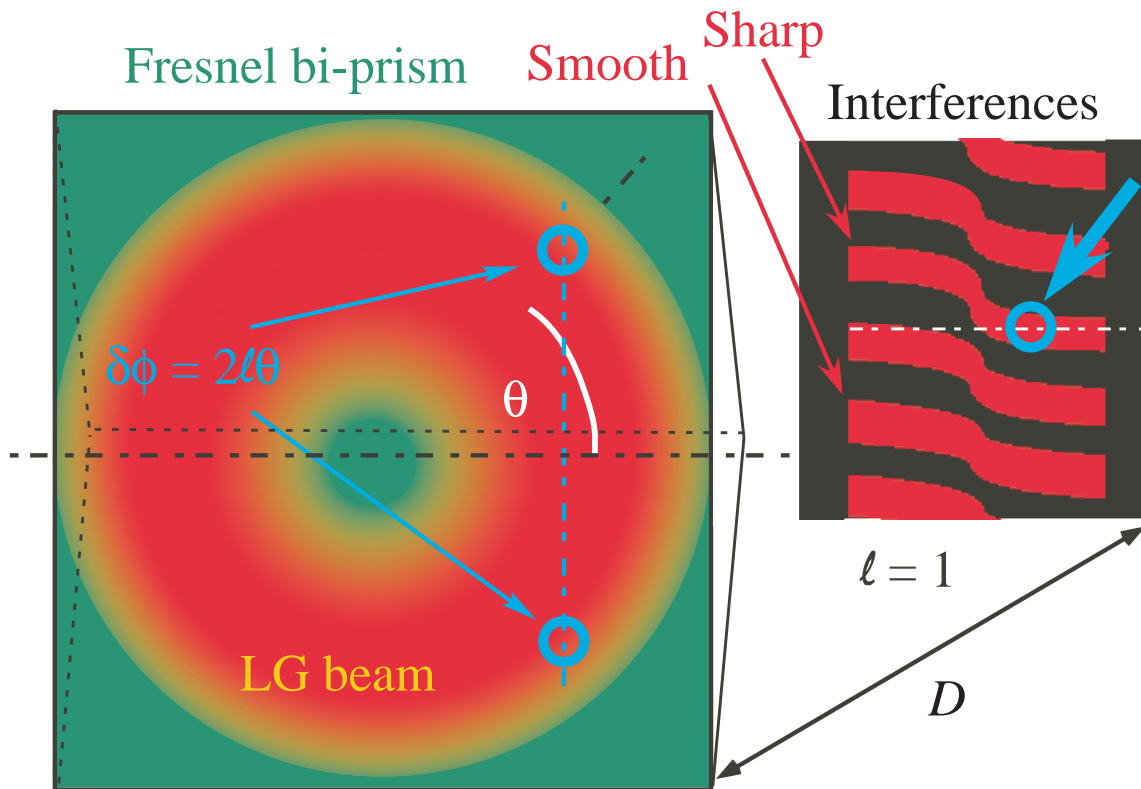 Sharp
Fresnel bi-prism
Smooth
Interferences
δϕ = 2ℓθ
θ
ℓ = 1
LG beam
D